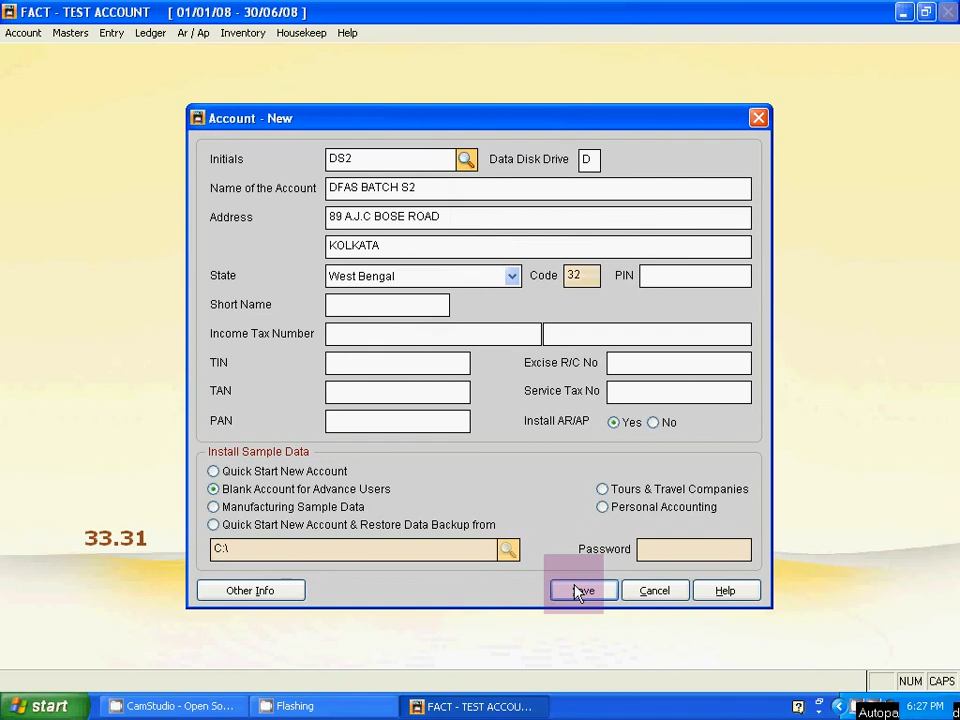 FACT - TEST ACCOUNT [ 01/01/08 - 30/06/08 ]
Account Masters Entry Ledger Ar / Ap Inventory Housekeep Help
Account - New
Initials DS2 Data Disk Drive D
Name of the Account DFAS BATCH S2
Address 89 A.J.C BOSE ROAD
KOLKATA
State West Bengal Code 32 PIN
Short Name
Income Tax Number
TIN Excise R/C No
TAN Service Tax No
PAN Install AR/AP Yes No
Install Sample Data
Quick Start New Account
Blank Account for Advance Users Tours & Travel Companies
Manufacturing Sample Data Personal Accounting
Quick Start New Account & Restore Data Backup from
33.31
C:\ Password
Other Info Save Cancel Help
NUM CAPS
start CamStudio - Open So... Flashing FACT - TEST ACCOU... 6:27 PM
Autopa